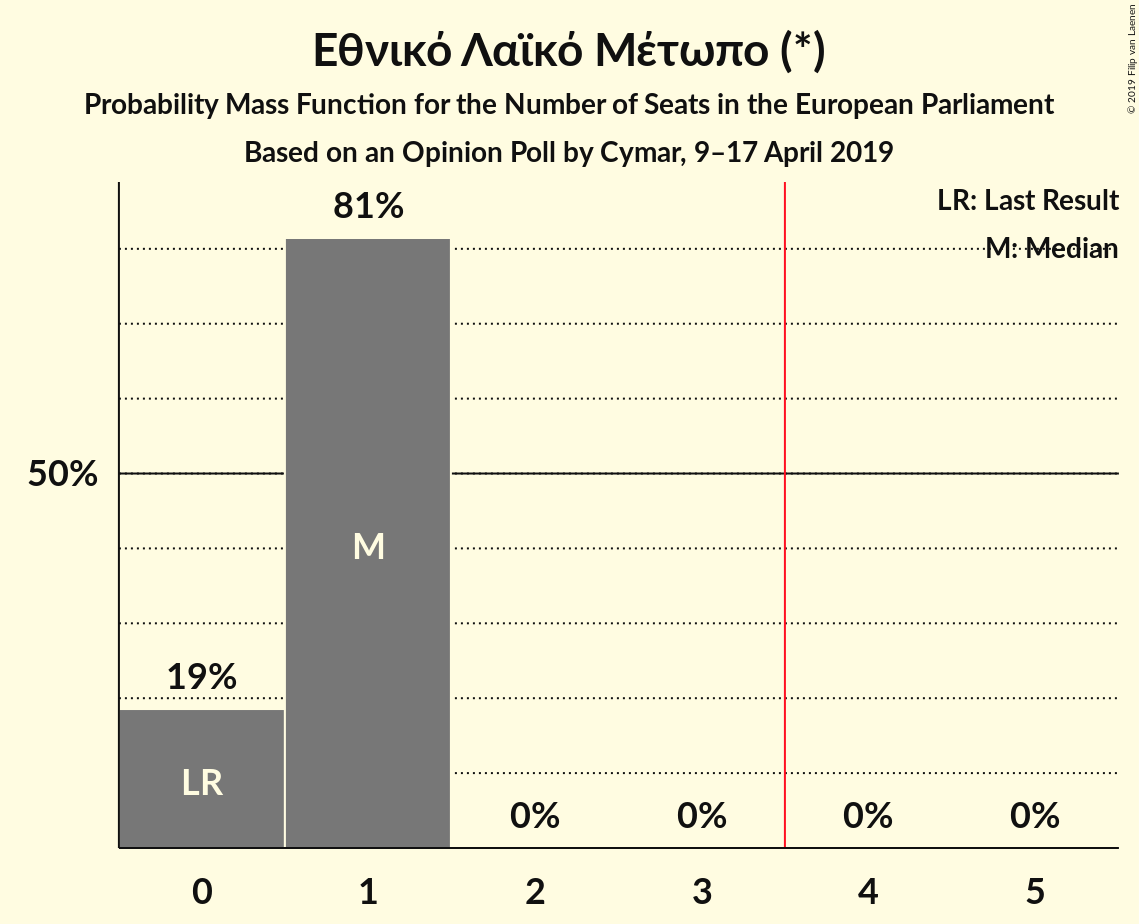 Εθνικό Λαϊκό Μέτωπο (*)
Probability Mass Function for the Number of Seats in the European Parliament
Based on an Opinion Poll by Cymar, 9–17 April 2019
© 2019 Filip van Laenen
LR: Last Result
M: Median
81%
50%
M
19%
LR
0% 0% 0% 0%
0 1 2 3 4 5